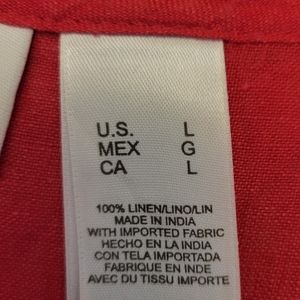 U.S. L
MEX G
CA L
100% LINEN/LINO/LIN
MADE IN INDIA
WITH IMPORTED FABRIC
HECHO EN LA INDIA
CON TELA IMPORTADA
FABRIQUE EN INDE
AVEC DU TISSU IMPORTE